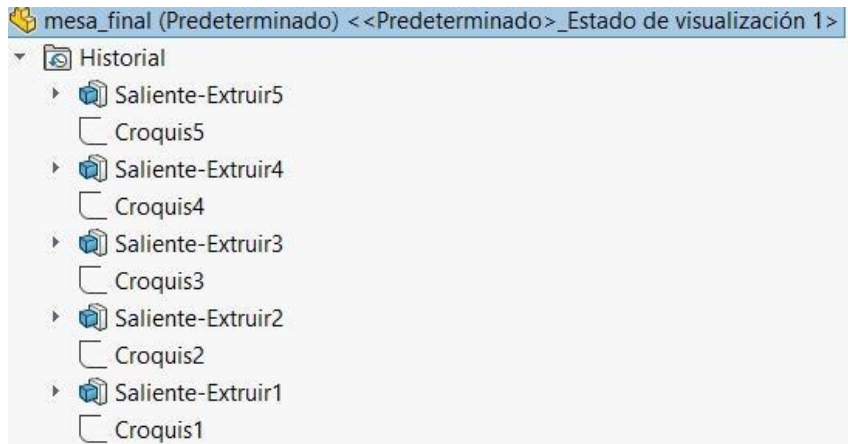 mesa_final (Predeterminado) <<Predeterminado>_Estado de visualización 1>
Historial
Saliente-Extruir5
Croquis5
Saliente-Extruir4
Croquis4
Saliente-Extruir3
Croquis3
Saliente-Extruir2
Croquis2
Saliente-Extruir1
Croquis1